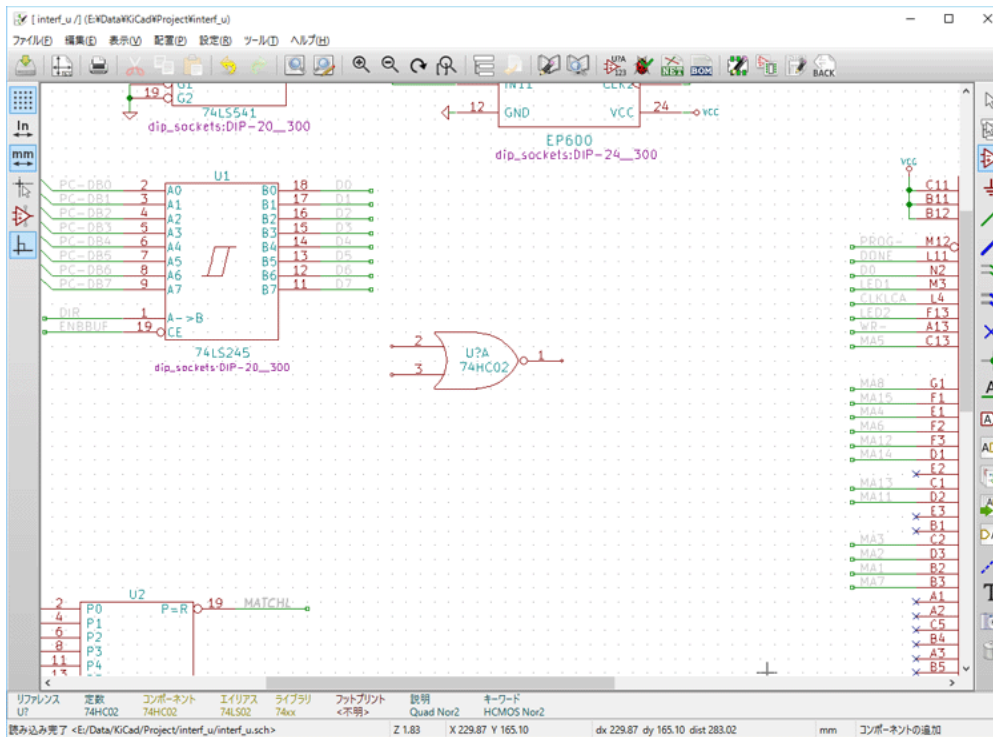 [ interf_u /] (E:¥Data¥KiCad¥Project¥interf_u)
ファイル(F) 編集(E) 表示(V) 配置(P) 設定(R) ツール(T) ヘルプ(H)
U?A
123
NET
BOM
BACK
In
mm
19 G1
G2
74LS541
dip_sockets:DIP-20__300
IN11 CLK2
12 GND VCC 24 VCC
EP600
dip_sockets:DIP-24__300
U1
PC-DB0 2 A0 B0 18 D0
PC-DB1 3 A1 B1 17 D1
PC-DB2 4 A2 B2 16 D2
PC-DB3 5 A3 B3 15 D3
PC-DB4 6 A4 B4 14 D4
PC-DB5 7 A5 B5 13 D5
PC-DB6 8 A6 B6 12 D6
PC-DB7 9 A7 B7 11 D7
DIR 1 A->B
ENBBUF 19 CE
74LS245
dip_sockets:DIP-20__300
2 U?A
3 74HC02 1
VCC
C11
B11
B12
PROG- M12
DONE L11
D0 N2
LED1 M3
CLKLCA L4
LED2 F13
WR- A13
MA5 C13
MA8 G1
MA15 F1
MA4 E1
MA6 F2
MA12 F3
MA14 D1
E2
MA13 C1
MA11 D2
E3
B1
MA3 C2
MA2 D3
MA1 B2
MA7 B3
A1
A2
C5
B4
A3
B5
U2
2 P0 P=R 19 MATCHL
4 P1
6 P2
8 P3
11 P4
13
リファレンス 定数 コンポーネント エイリアス ライブラリ フットプリント 説明 キーワード
U? 74HC02 74HC02 74LS02 74xx <不明> Quad Nor2 HCMOS Nor2
読み込み完了 <E:/Data/KiCad/Project/interf_u/interf_u.sch> Z 1.83 X 229.87 Y 165.10 dx 229.87 dy 165.10 dist 283.02 mm コンポーネントの追加